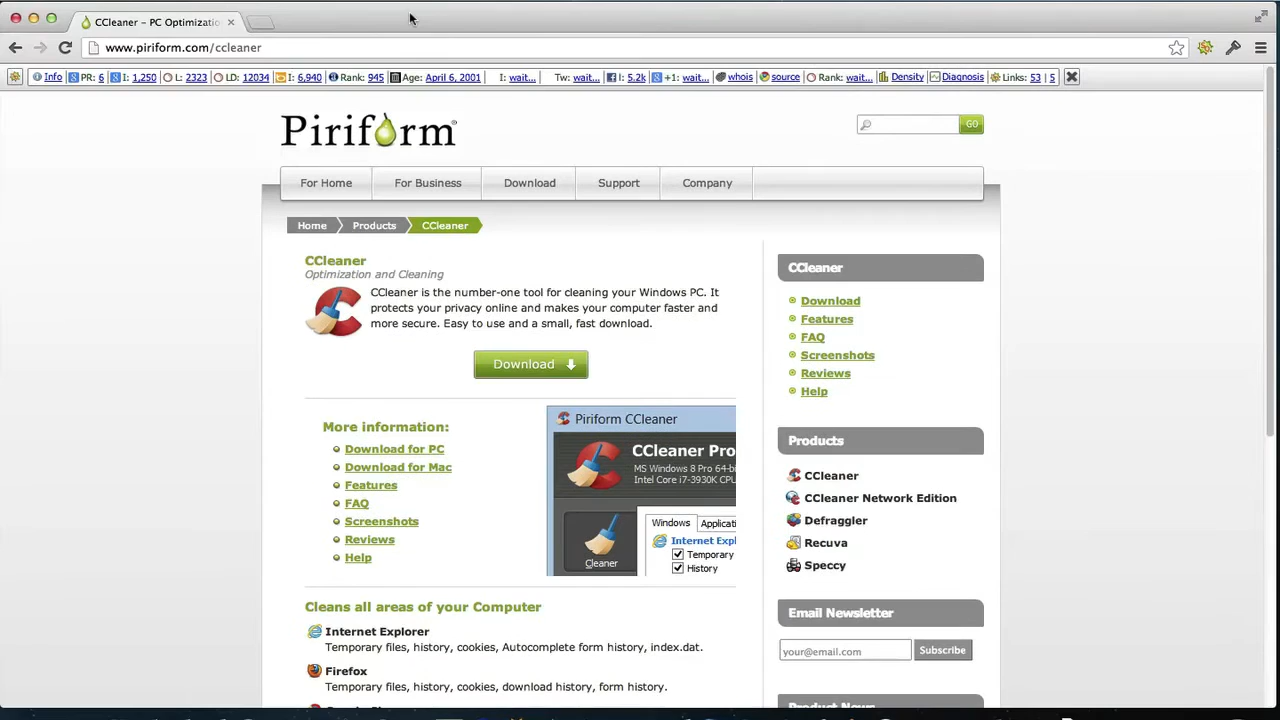 CCleaner – PC Optimizatio
www.piriform.com/ccleaner
Info PR: 6 I: 1,250 L: 2323 LD: 12034 I: 6,940 Rank: 945 Age: April 6, 2001 I: wait... Tw: wait... I: 5.2k +1: wait... whois source Rank: wait... Density Diagnosis Links: 53 | 5
Piriform
GO
For Home For Business Download Support Company
Home Products CCleaner
CCleaner
Optimization and Cleaning
CCleaner is the number-one tool for cleaning your Windows PC. It
protects your privacy online and makes your computer faster and
more secure. Easy to use and a small, fast download.
Download
More information:
Download for PC
Download for Mac
Features
FAQ
Screenshots
Reviews
Help
Piriform CCleaner
CCleaner Pro
MS Windows 8 Pro 64-bi
Intel Core i7-3930K CPU
Cleaner
Windows Applicati
Internet Expl
Temporary
History
Cleans all areas of your Computer
Internet Explorer
Temporary files, history, cookies, Autocomplete form history, index.dat.
Firefox
Temporary files, history, cookies, download history, form history.
CCleaner
Download
Features
FAQ
Screenshots
Reviews
Help
Products
CCleaner
CCleaner Network Edition
Defraggler
Recuva
Speccy
Email Newsletter
your@email.com Subscribe
Product News